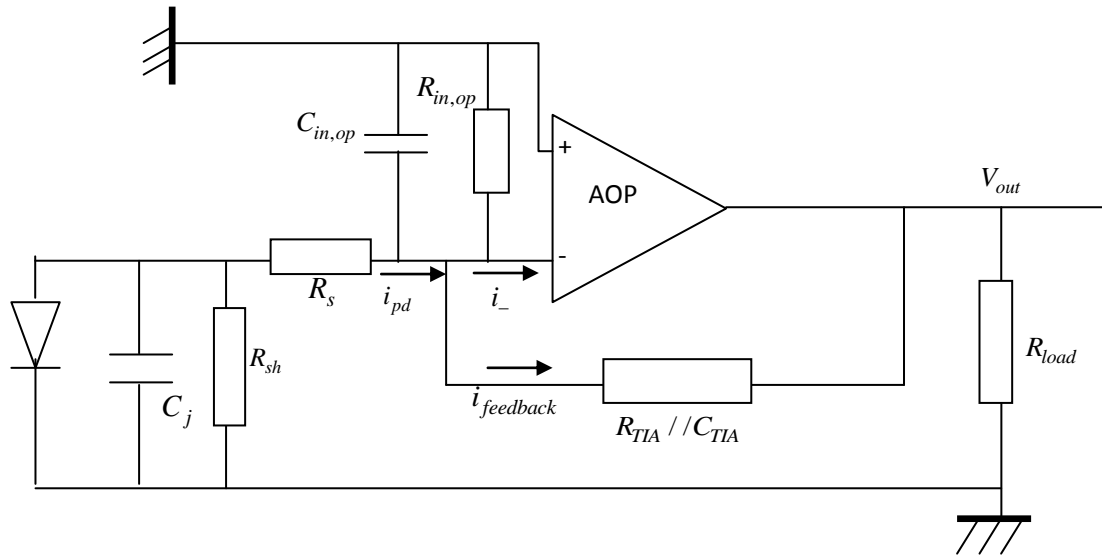 R_{in,op}
C_{in,op}
+
AOP
V_{out}
-
R_s
i_{pd}
i_-
R_{sh}
R_{load}
C_j
i_{feedback}
R_{TIA} // C_{TIA}